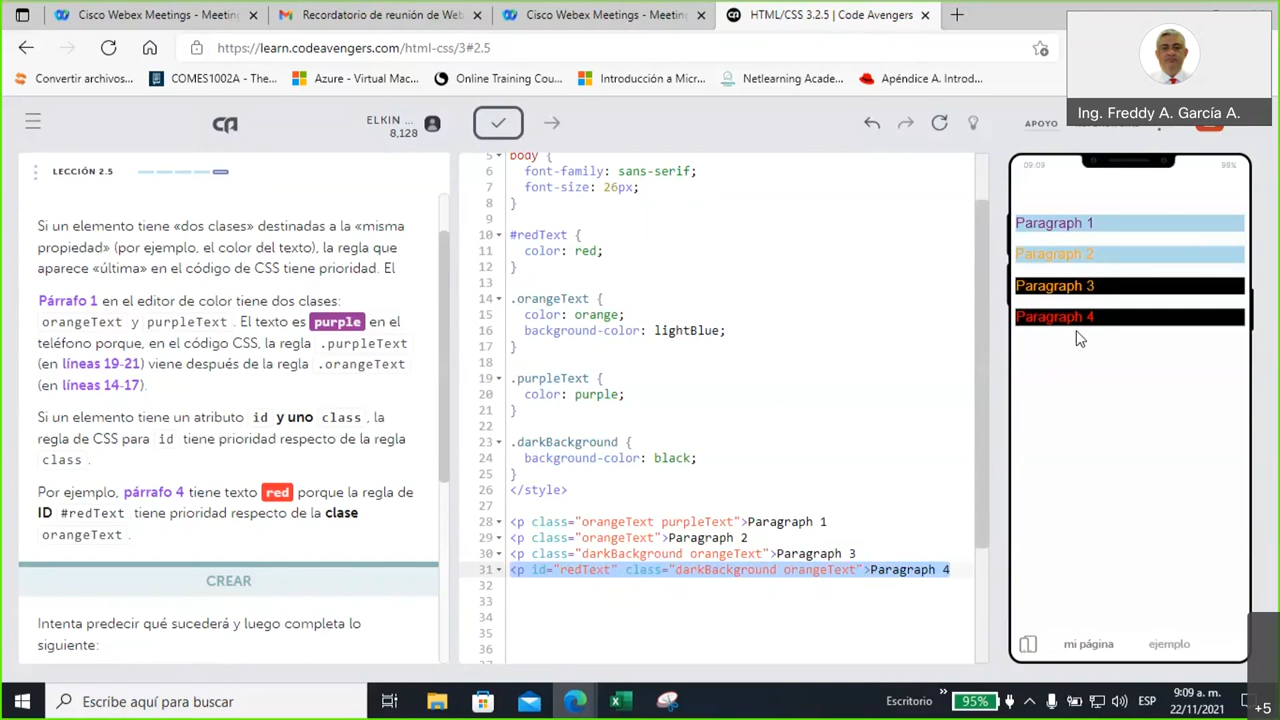 Cisco Webex Meetings - Meeting
Recordatorio de reunión de Web
Cisco Webex Meetings - Meeting
HTML/CSS 3.2.5 | Code Avengers
https://learn.codeavengers.com/html-css/3#2.5
Convertir archivos...
COMES1002A - The...
Azure - Virtual Mac...
Online Training Cou...
Introducción a Micr...
Netlearning Acade...
Apéndice A. Introd...
Ing. Freddy A. García A.
ELKIN ...
8,128
APOYO
LECCIÓN 2.5
Si un elemento tiene «dos clases» destinadas a la «misma
propiedad» (por ejemplo, el color del texto), la regla que
aparece «última» en el código de CSS tiene prioridad. El
Párrafo 1 en el editor de color tiene dos clases:
orangeText y purpleText . El texto es purple en el
teléfono porque, en el código CSS, la regla .purpleText
(en líneas 19-21) viene después de la regla .orangeText
(en líneas 14-17).
Si un elemento tiene un atributo id y uno class , la
regla de CSS para id tiene prioridad respecto de la regla
class .
Por ejemplo, párrafo 4 tiene texto red porque la regla de
ID #redText tiene prioridad respecto de la clase
orangeText .
CREAR
Intenta predecir qué sucederá y luego completa lo
siguiente:
5 body {
6 font-family: sans-serif;
7 font-size: 26px;
8 }
9
10 #redText {
11 color: red;
12 }
13
14 .orangeText {
15 color: orange;
16 background-color: lightBlue;
17 }
18
19 .purpleText {
20 color: purple;
21 }
22
23 .darkBackground {
24 background-color: black;
25 }
26 </style>
27
28 <p class="orangeText purpleText">Paragraph 1
29 <p class="orangeText">Paragraph 2
30 <p class="darkBackground orangeText">Paragraph 3
31 <p id="redText" class="darkBackground orangeText">Paragraph 4
32
33
34
35
36
09:09
98%
Paragraph 1
Paragraph 2
Paragraph 3
Paragraph 4
mi página
ejemplo
Escribe aquí para buscar
Escritorio
95%
ESP
9:09 a. m.
22/11/2021
+5